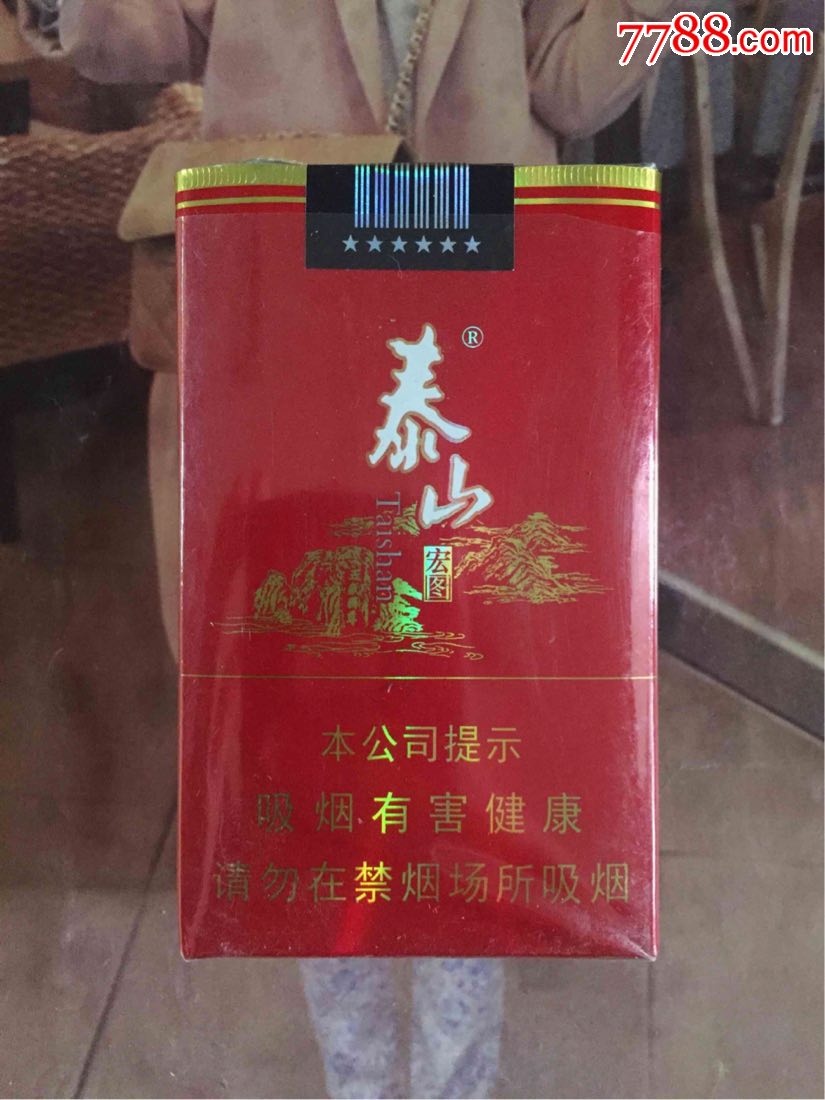 7788.com
泰山®
Taishan
宏图
本公司提示
吸烟有害健康
请勿在禁烟场所吸烟